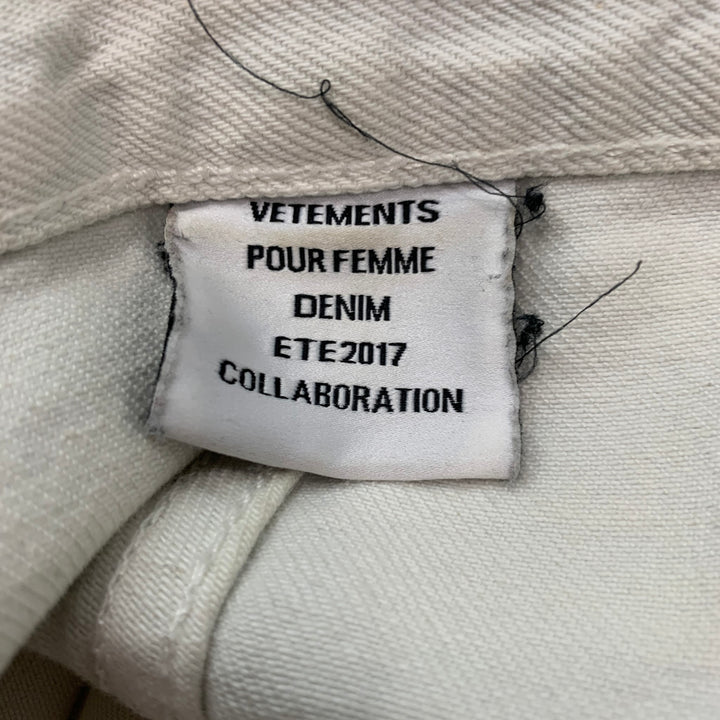 VETEMENTS
POUR FEMME
DENIM
ETE2017
COLLABORATION